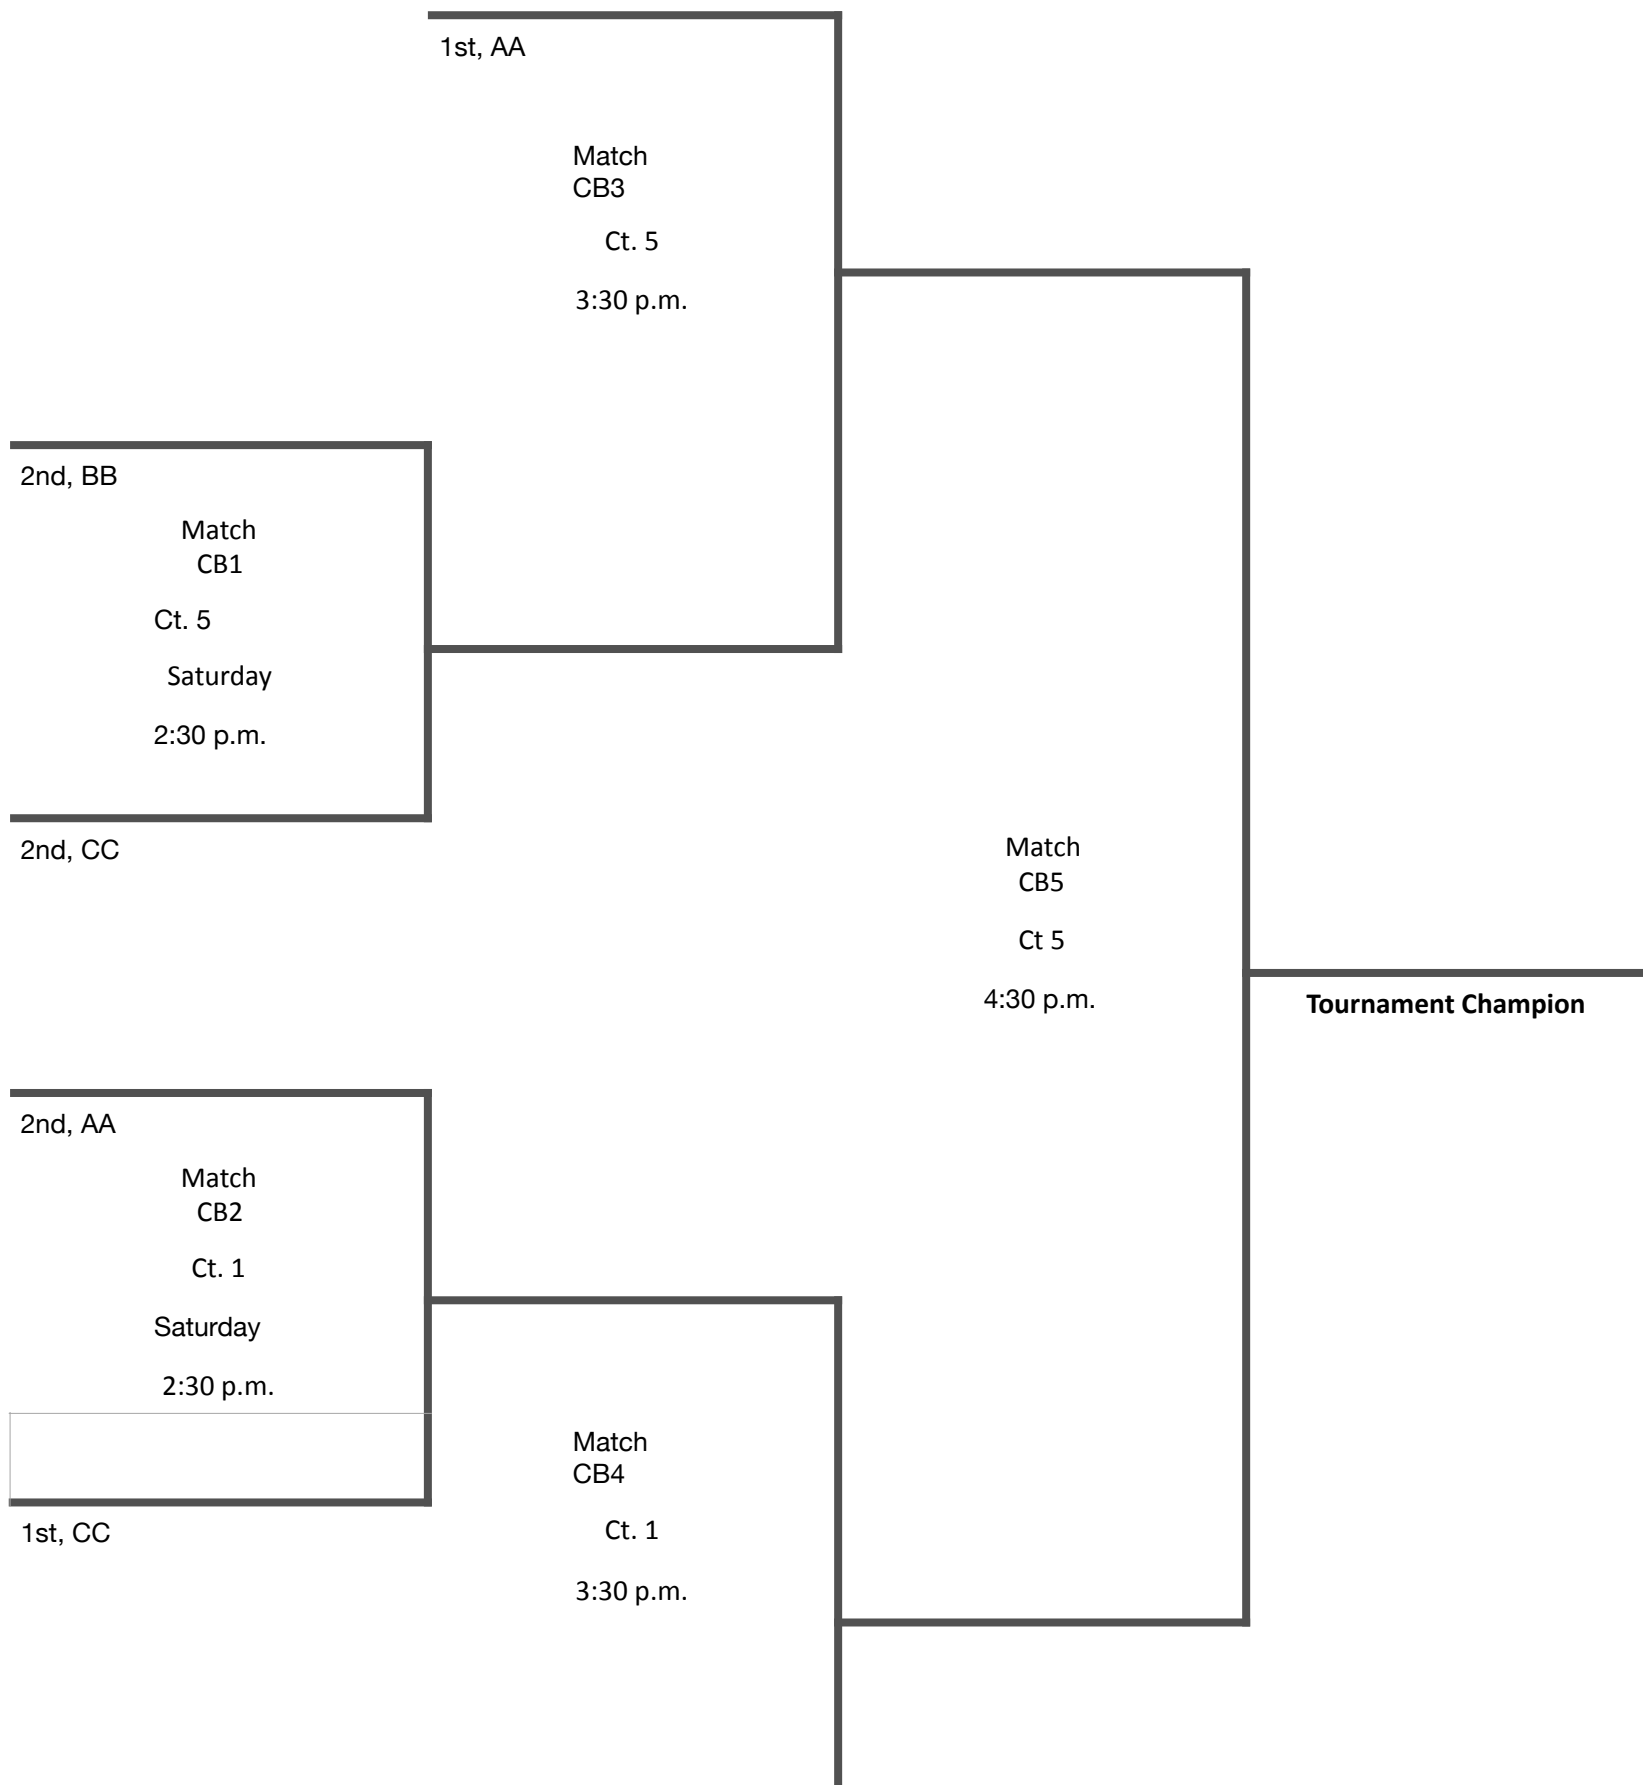 1st, AA
Match
CB3
Ct. 5
3:30 p.m.
2nd, BB
Match
CB1
Ct. 5
Saturday
2:30 p.m.
2nd, CC
Match
CB5
Ct 5
4:30 p.m.
Tournament Champion
2nd, AA
Match
CB2
Ct. 1
Saturday
2:30 p.m.
1st, CC
Match
CB4
Ct. 1
3:30 p.m.